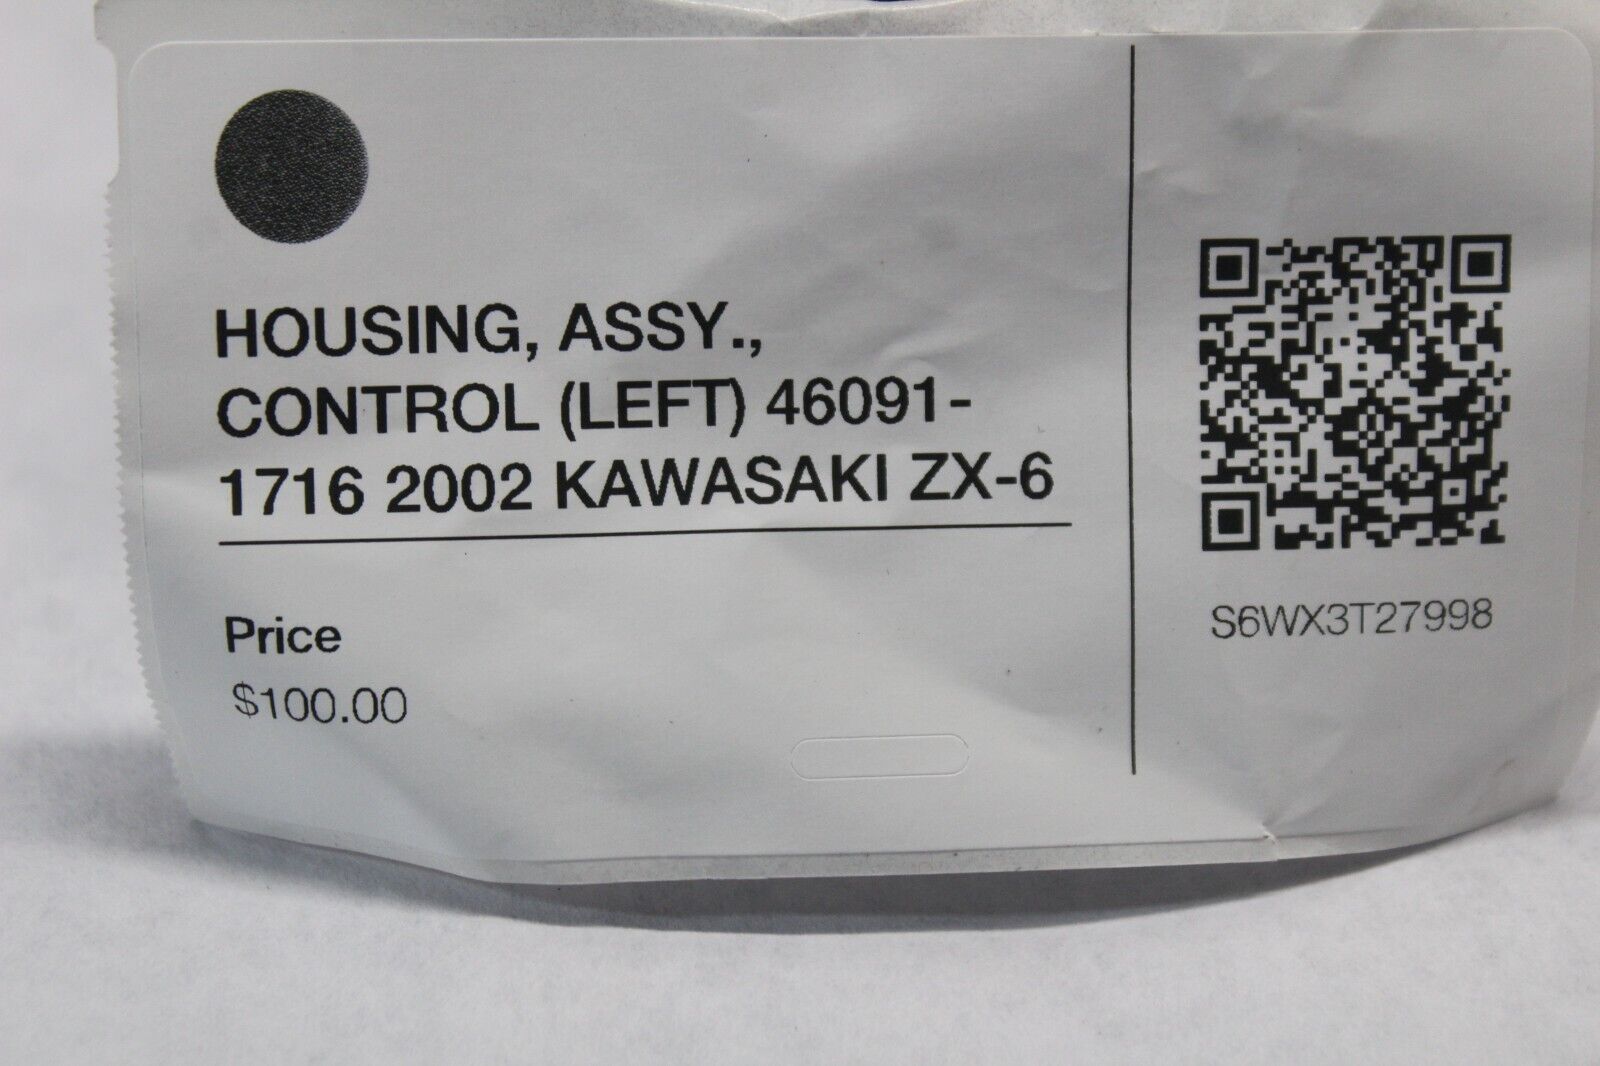 HOUSING, ASSY.,
CONTROL (LEFT) 46091-
1716 2002 KAWASAKI ZX-6
Price
$100.00
S6WX3T27998